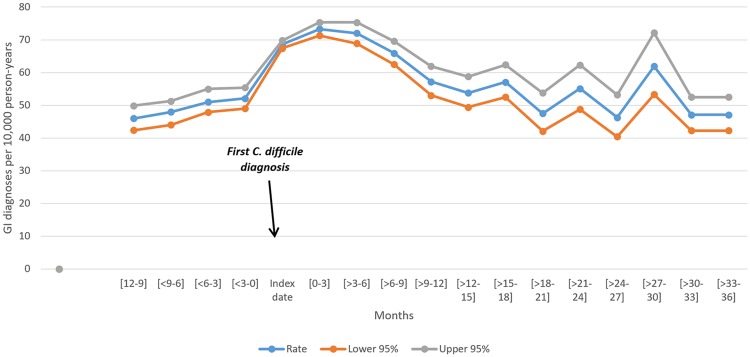 GI diagnoses per 10,000 person-years
80
70
60
50
40
30
20
10
0
First C. difficile
diagnosis
[12-9] [<9-6] [<6-3] [<3-0] Index [0-3] [>3-6] [>6-9] [>9-12] [>12- [>15- [>18- [>21- [>24- [>27- [>30- [>33-
date 15] 18] 21] 24] 27] 30] 33] 36]
Months
Rate Lower 95% Upper 95%